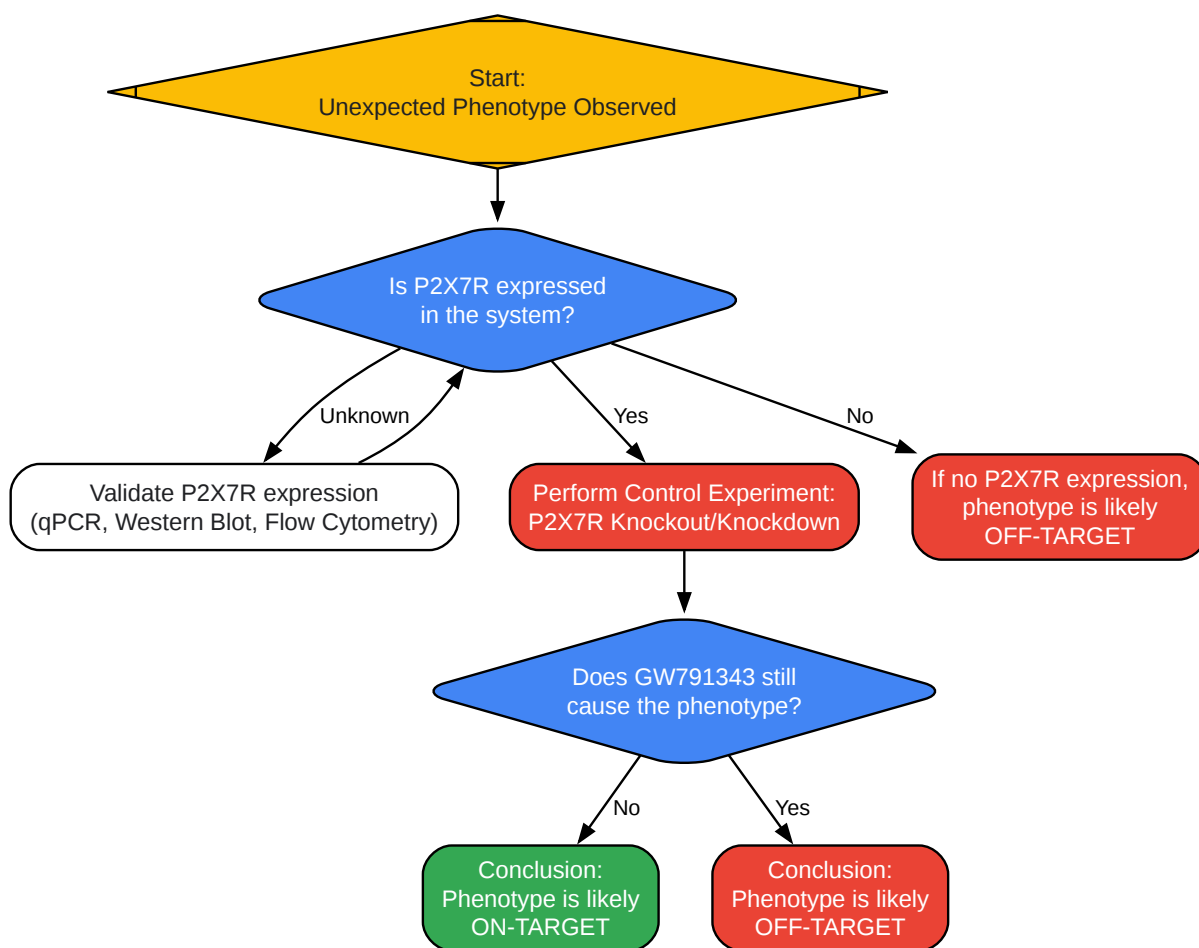 Start:
Unexpected Phenotype Observed
Is P2X7R expressed
in the system?
Unknown
Yes
No
Validate P2X7R expression
(qPCR, Western Blot, Flow Cytometry)
Perform Control Experiment:
P2X7R Knockout/Knockdown
If no P2X7R expression,
phenotype is likely
OFF-TARGET
Does GW791343 still
cause the phenotype?
No
Yes
Conclusion:
Phenotype is likely
ON-TARGET
Conclusion:
Phenotype is likely
OFF-TARGET